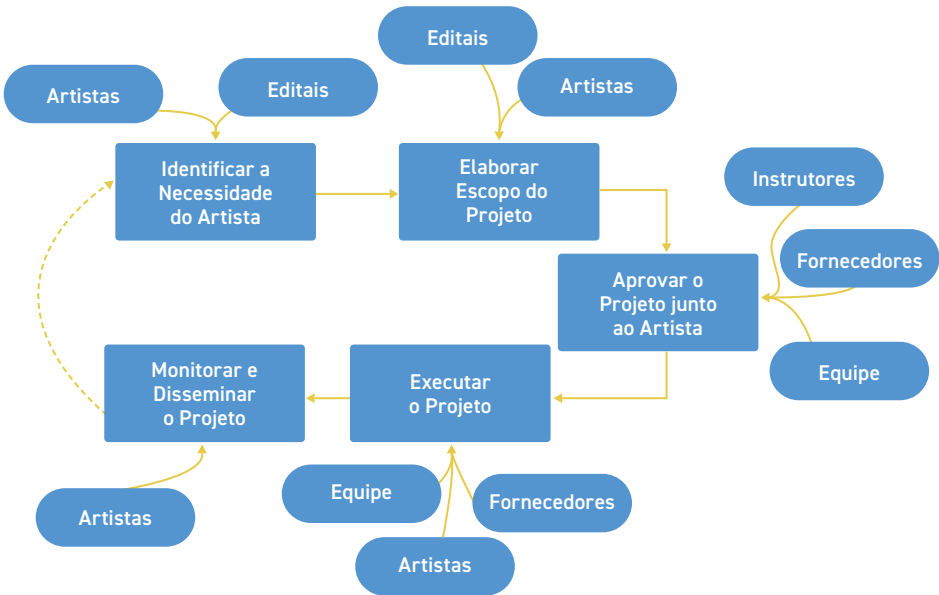 Editais
Artistas
Editais
Artistas
Identificar a
Necessidade
do Artista
Elaborar
Escopo do
Projeto
Instrutores
Fornecedores
Aprovar o
Projeto junto
ao Artista
Equipe
Monitorar e
Disseminar
o Projeto
Executar
o Projeto
Equipe
Fornecedores
Artistas
Artistas